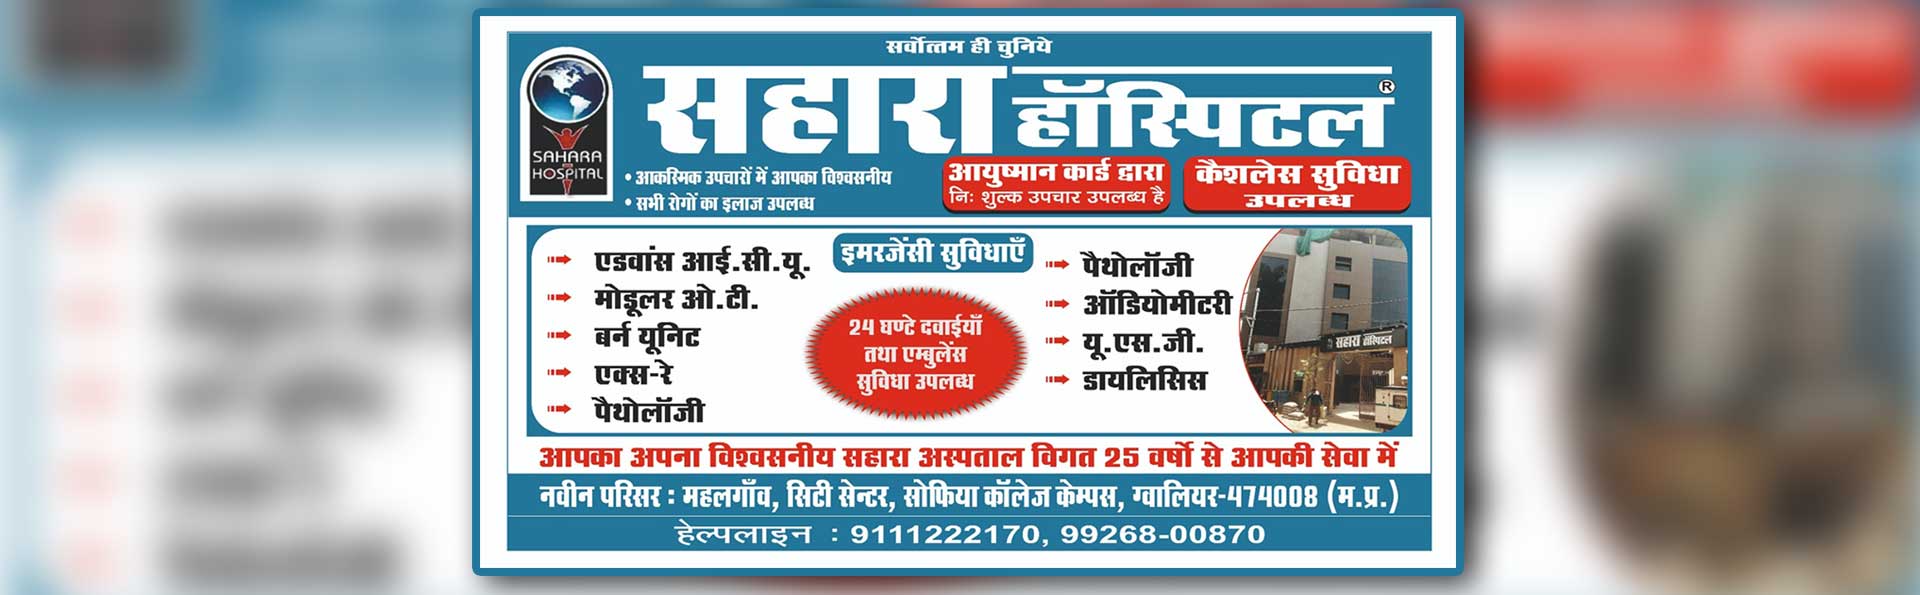 सर्वोत्तम ही चुनिये
सहारा हॉस्पिटल ®
SAHARA
HOSPITAL
• आकस्मिक उपचारों में आपका विश्वसनीय
• सभी रोगों का इलाज उपलब्ध
आयुष्मान कार्ड द्वारा
निः शुल्क उपचार उपलब्ध है
कैशलेस सुविधा
उपलब्ध
इमरजेंसी सुविधाएँ
एडवांस आई.सी.यू.
मोडूलर ओ.टी.
बर्न यूनिट
एक्स-रे
पैथोलॉजी
24 घण्टे दवाईयाँ
तथा एम्बुलेंस
सुविधा उपलब्ध
पैथोलॉजी
ऑडियोमीटरी
यू.एस.जी.
डायलिसिस
सहारा हॉस्पिटल
आपका अपना विश्वसनीय सहारा अस्पताल विगत 25 वर्षो से आपकी सेवा में
नवीन परिसर : महलगाँव, सिटी सेन्टर, सोफिया कॉलेज केम्पस, ग्वालियर-474008 (म.प्र.)
हेल्पलाइन : 9111222170, 99268-00870